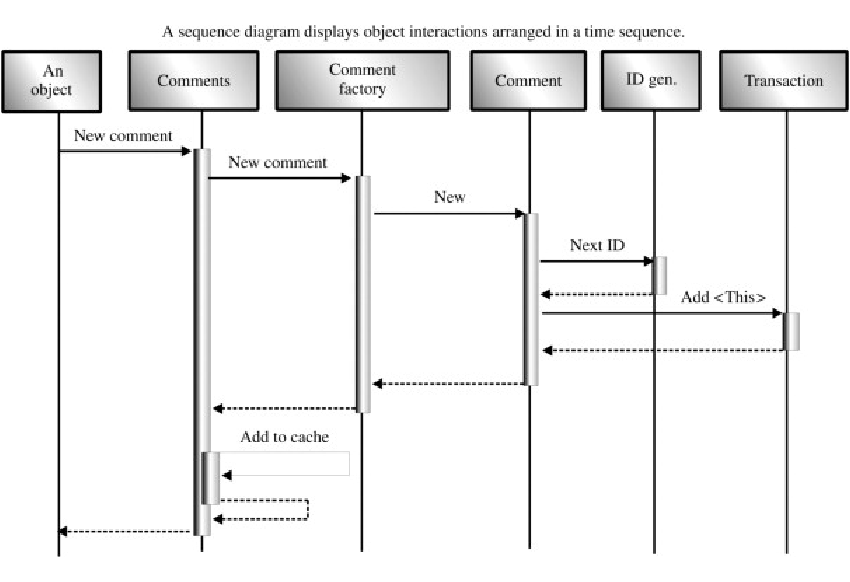 A sequence diagram displays object interactions arranged in a time sequence.
An
object
Comments
Comment
factory
Comment
ID gen.
Transaction
New comment
New comment
New
Next ID
Add <This>
Add to cache